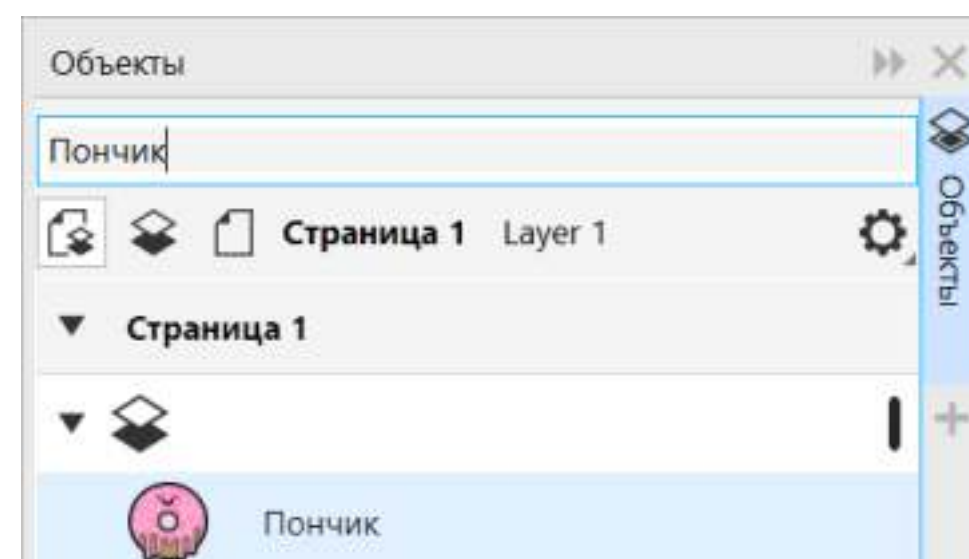 Объекты
Пончик
Страница 1 Layer 1
Объекты
Страница 1
Пончик